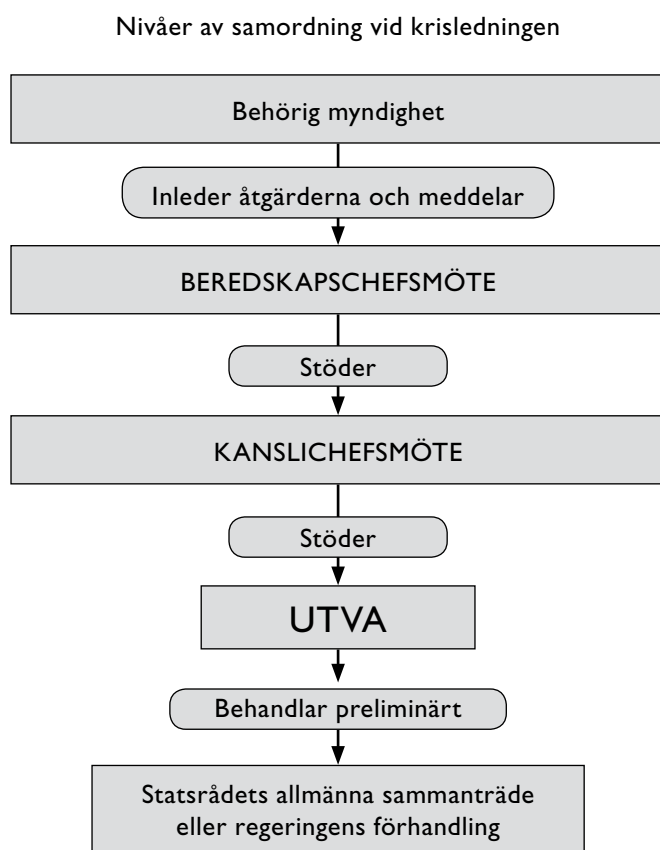 Nivåer av samordning vid krisledningen
Behörig myndighet
Inleder åtgärderna och meddelar
BEREDSKAPSCHEFSMÖTE
Stöder
KANSLICHEFSMÖTE
Stöder
UTVA
Behandlar preliminärt
Statsrådets allmänna sammanträde
eller regeringens förhandling